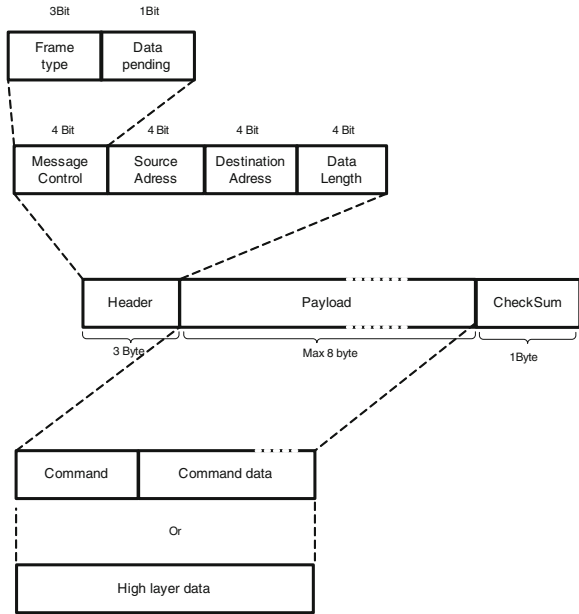 3Bit 1Bit
Frame type
Data pending
4 Bit 4 Bit 4 Bit 4 Bit
Message Control
Source Adress
Destination Adress
Data Length
Header
Payload
CheckSum
3 Byte
Max 8 byte
1Byte
Command
Command data
Or
High layer data